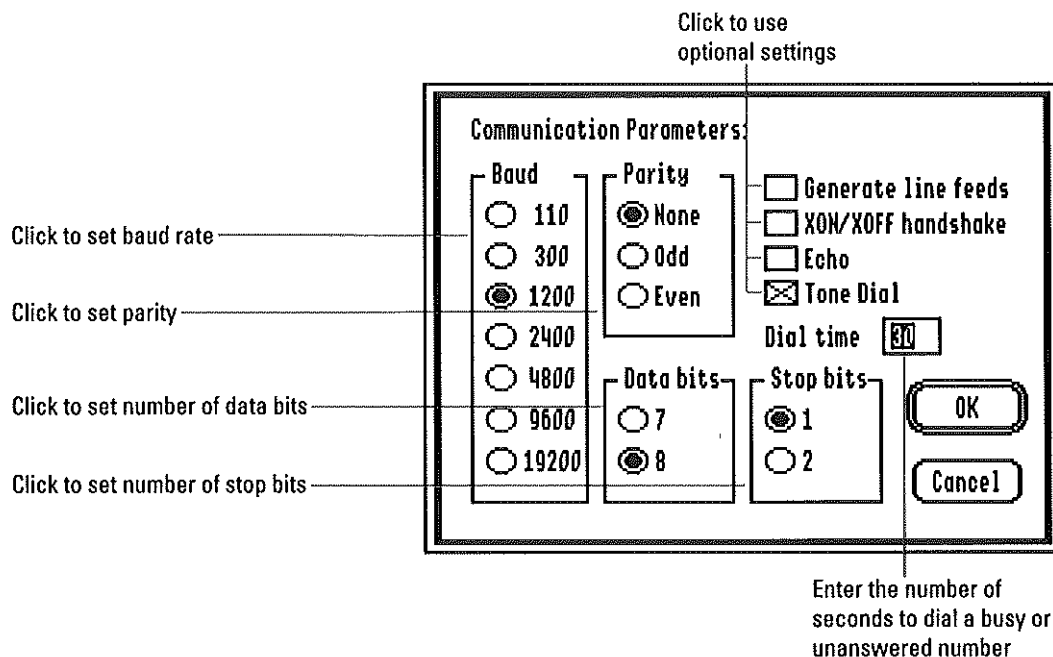 Click to use
optional settings
Communication Parameters:
Baud
110
300
1200
2400
4800
9600
19200
Parity
None
Odd
Even
Generate line feeds
XON/XOFF handshake
Echo
Tone Dial
Dial time 30
Data bits
7
8
Stop bits
1
2
OK
Cancel
Click to set baud rate
Click to set parity
Click to set number of data bits
Click to set number of stop bits
Enter the number of
seconds to dial a busy or
unanswered number